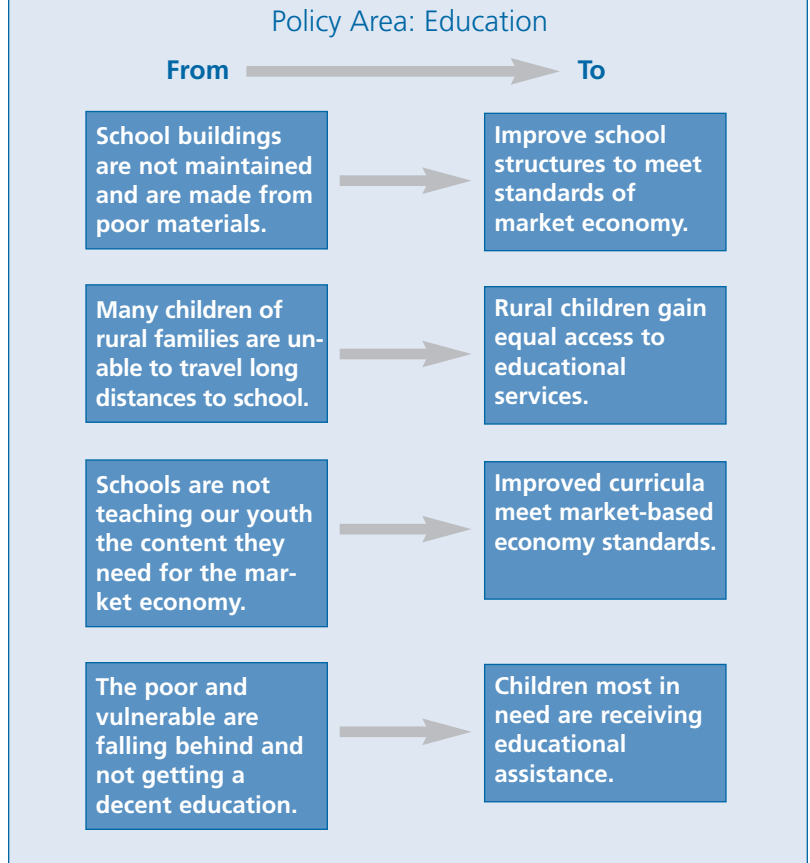 Policy Area: Education
From To
School buildings
are not maintained
and are made from
poor materials.
Improve school
structures to meet
standards of
market economy.
Many children of
rural families are un-
able to travel long
distances to school.
Rural children gain
equal access to
educational
services.
Schools are not
teaching our youth
the content they
need for the mar-
ket economy.
Improved curricula
meet market-based
economy standards.
The poor and
vulnerable are
falling behind and
not getting a
decent education.
Children most in
need are receiving
educational
assistance.